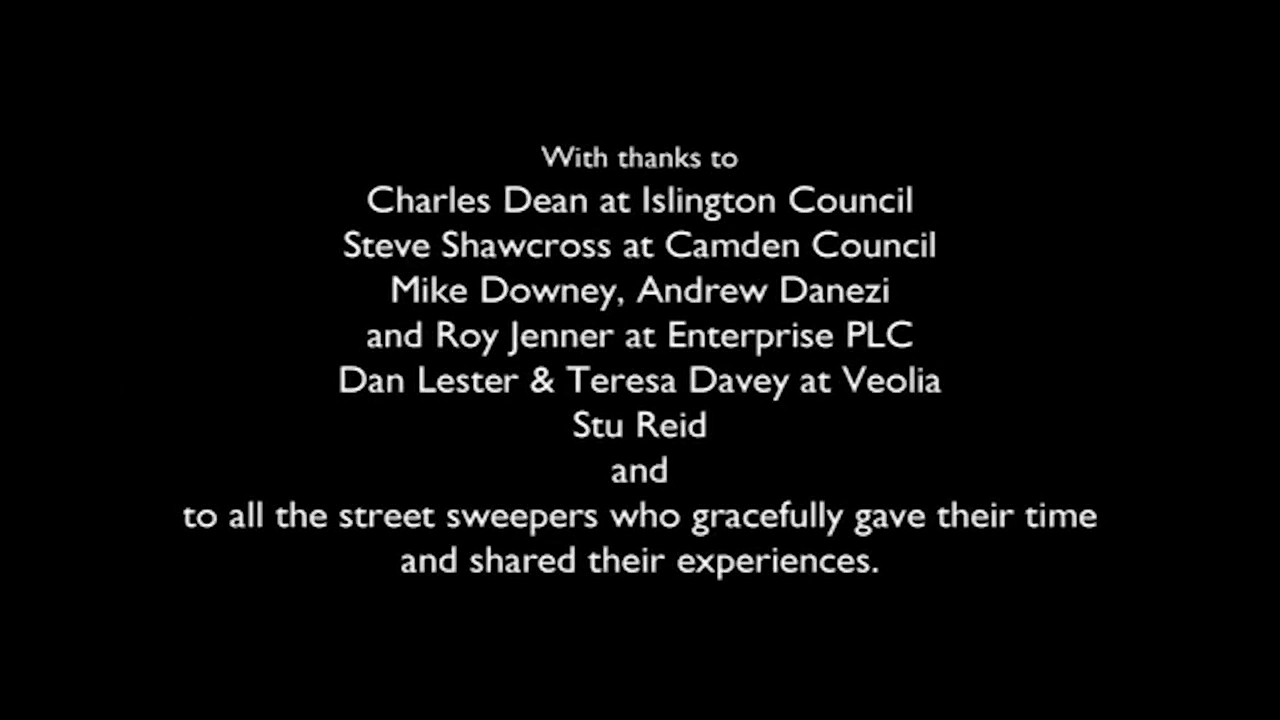 With thanks to
Charles Dean at Islington Council
Steve Shawcross at Camden Council
Mike Downey, Andrew Danezi
and Roy Jenner at Enterprise PLC
Dan Lester & Teresa Davey at Veolia
Stu Reid
and
to all the street sweepers who gracefully gave their time
and shared their experiences.